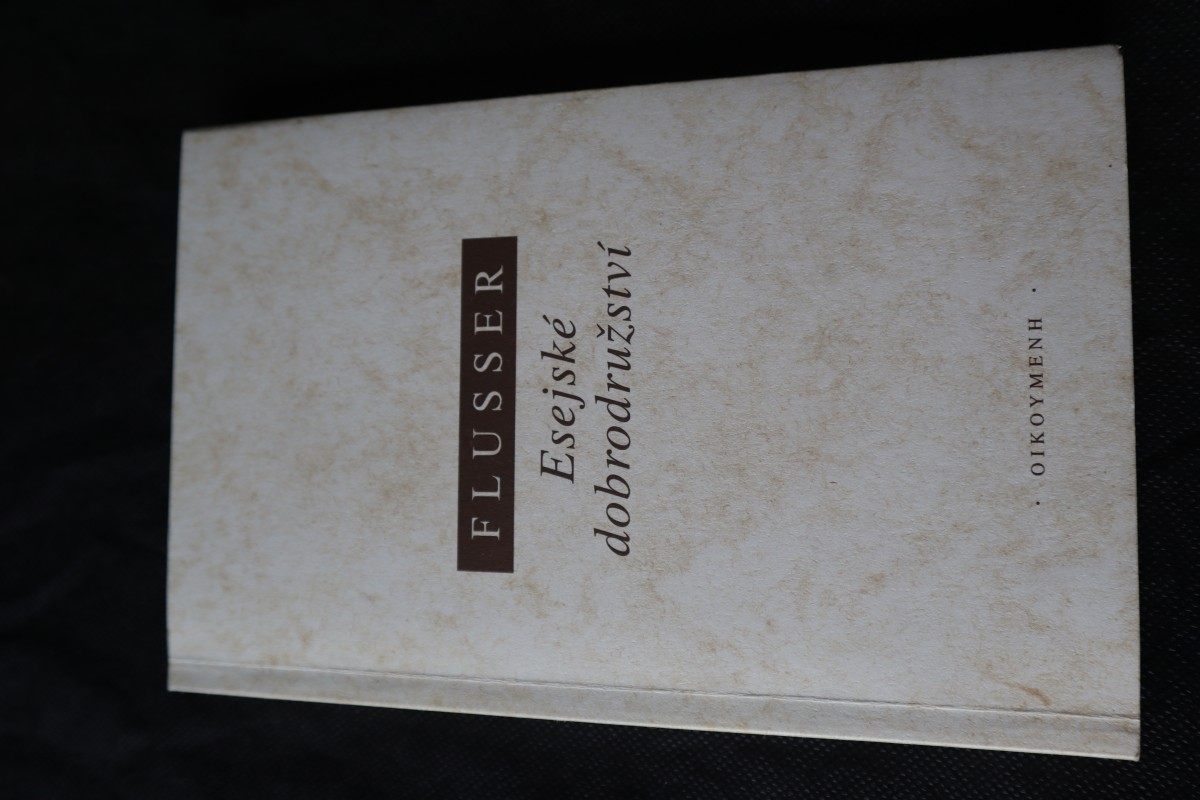 FLUSSER
Esejské
dobrodružství
· OIKOYMENH ·